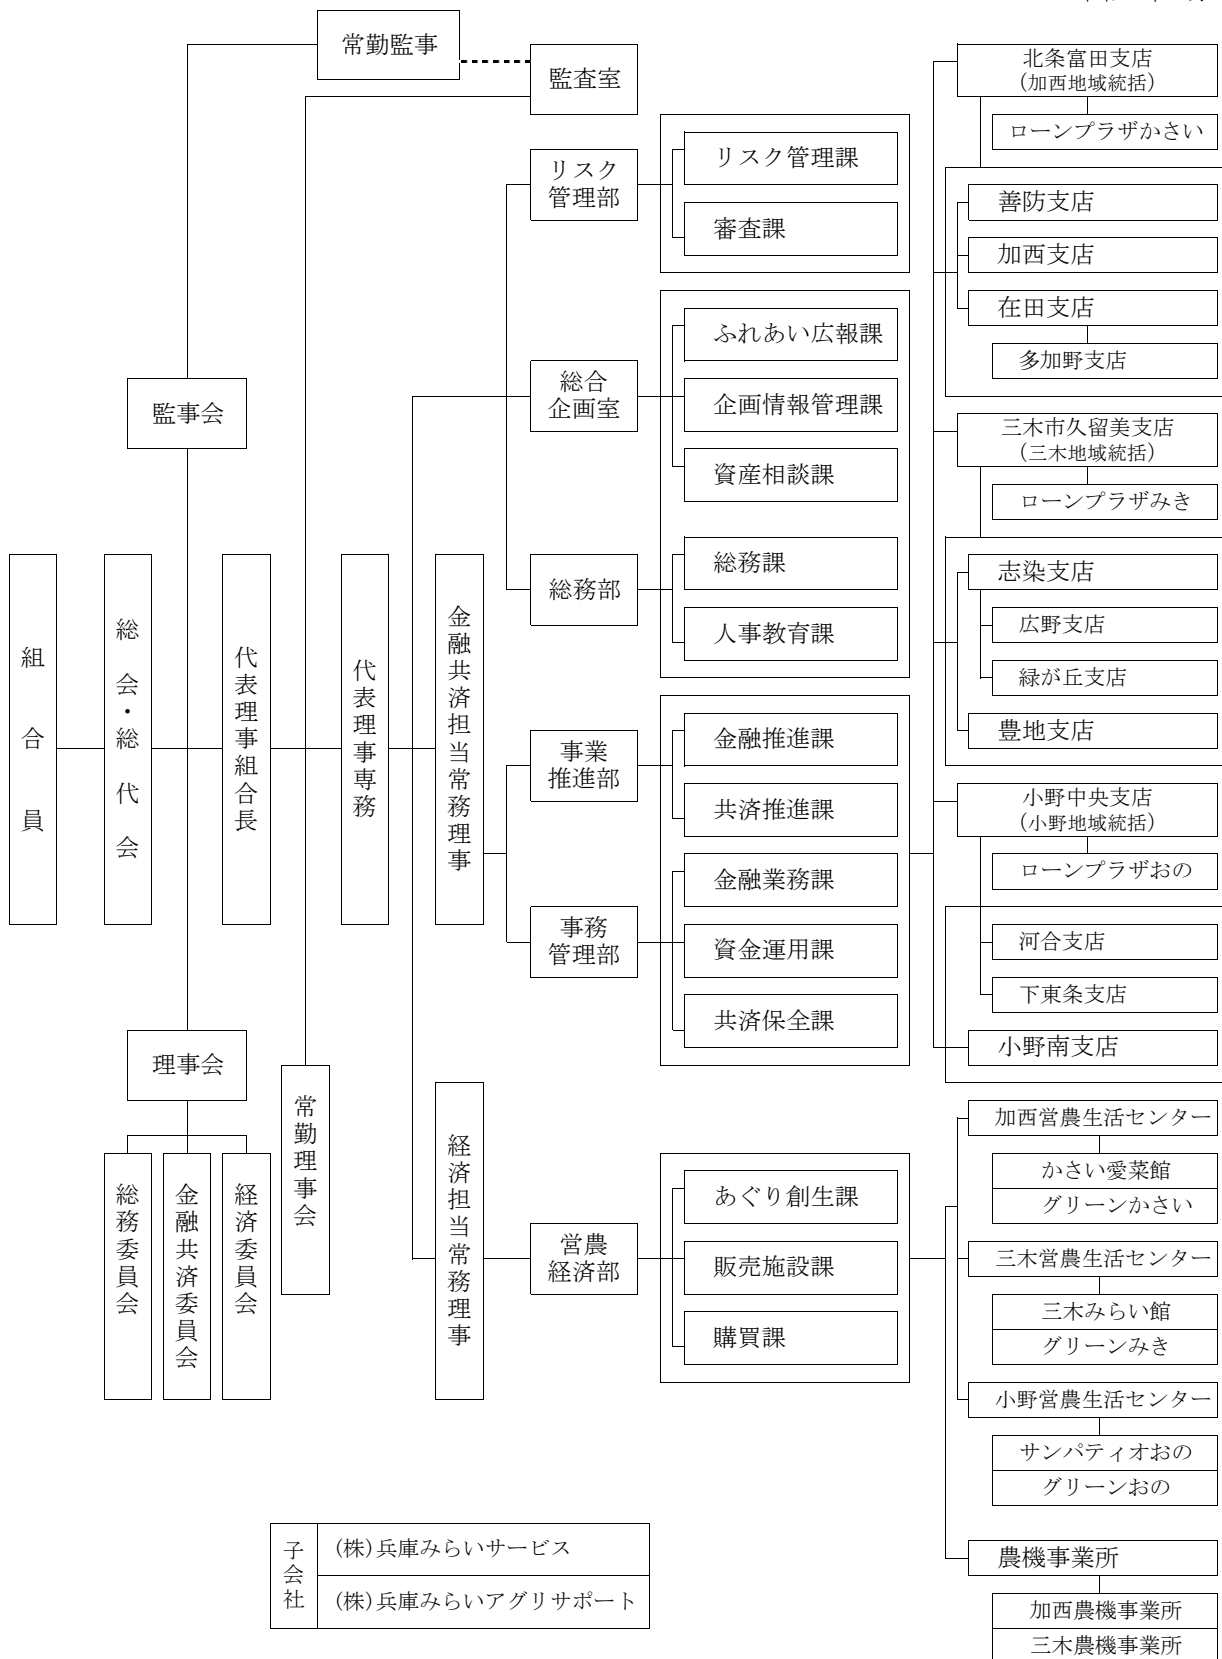 常勤監事
監査室
リスク
管理部
リスク管理課
審査課
総合
企画室
ふれあい広報課
企画情報管理課
資産相談課
総務部
総務課
人事教育課
監事会
組合員
総会・総代会
代表理事組合長
代表理事専務
金融共済担当常務理事
事業
推進部
金融推進課
共済推進課
事務
管理部
金融業務課
資金運用課
共済保全課
理事会
総務委員会
金融共済委員会
経済委員会
常勤理事会
経済担当常務理事
営農
経済部
あぐり創生課
販売施設課
購買課
北条富田支店
(加西地域統括)
ローンプラザかさい
善防支店
加西支店
在田支店
多加野支店
三木市久留美支店
(三木地域統括)
ローンプラザみき
志染支店
広野支店
緑が丘支店
豊地支店
小野中央支店
(小野地域統括)
ローンプラザおの
河合支店
下東条支店
小野南支店
加西営農生活センター
かさい愛菜館
グリーンかさい
三木営農生活センター
三木みらい館
グリーンみき
小野営農生活センター
サンパティオおの
グリーンおの
農機事業所
加西農機事業所
三木農機事業所
子会社
(株)兵庫みらいサービス
(株)兵庫みらいアグリサポート